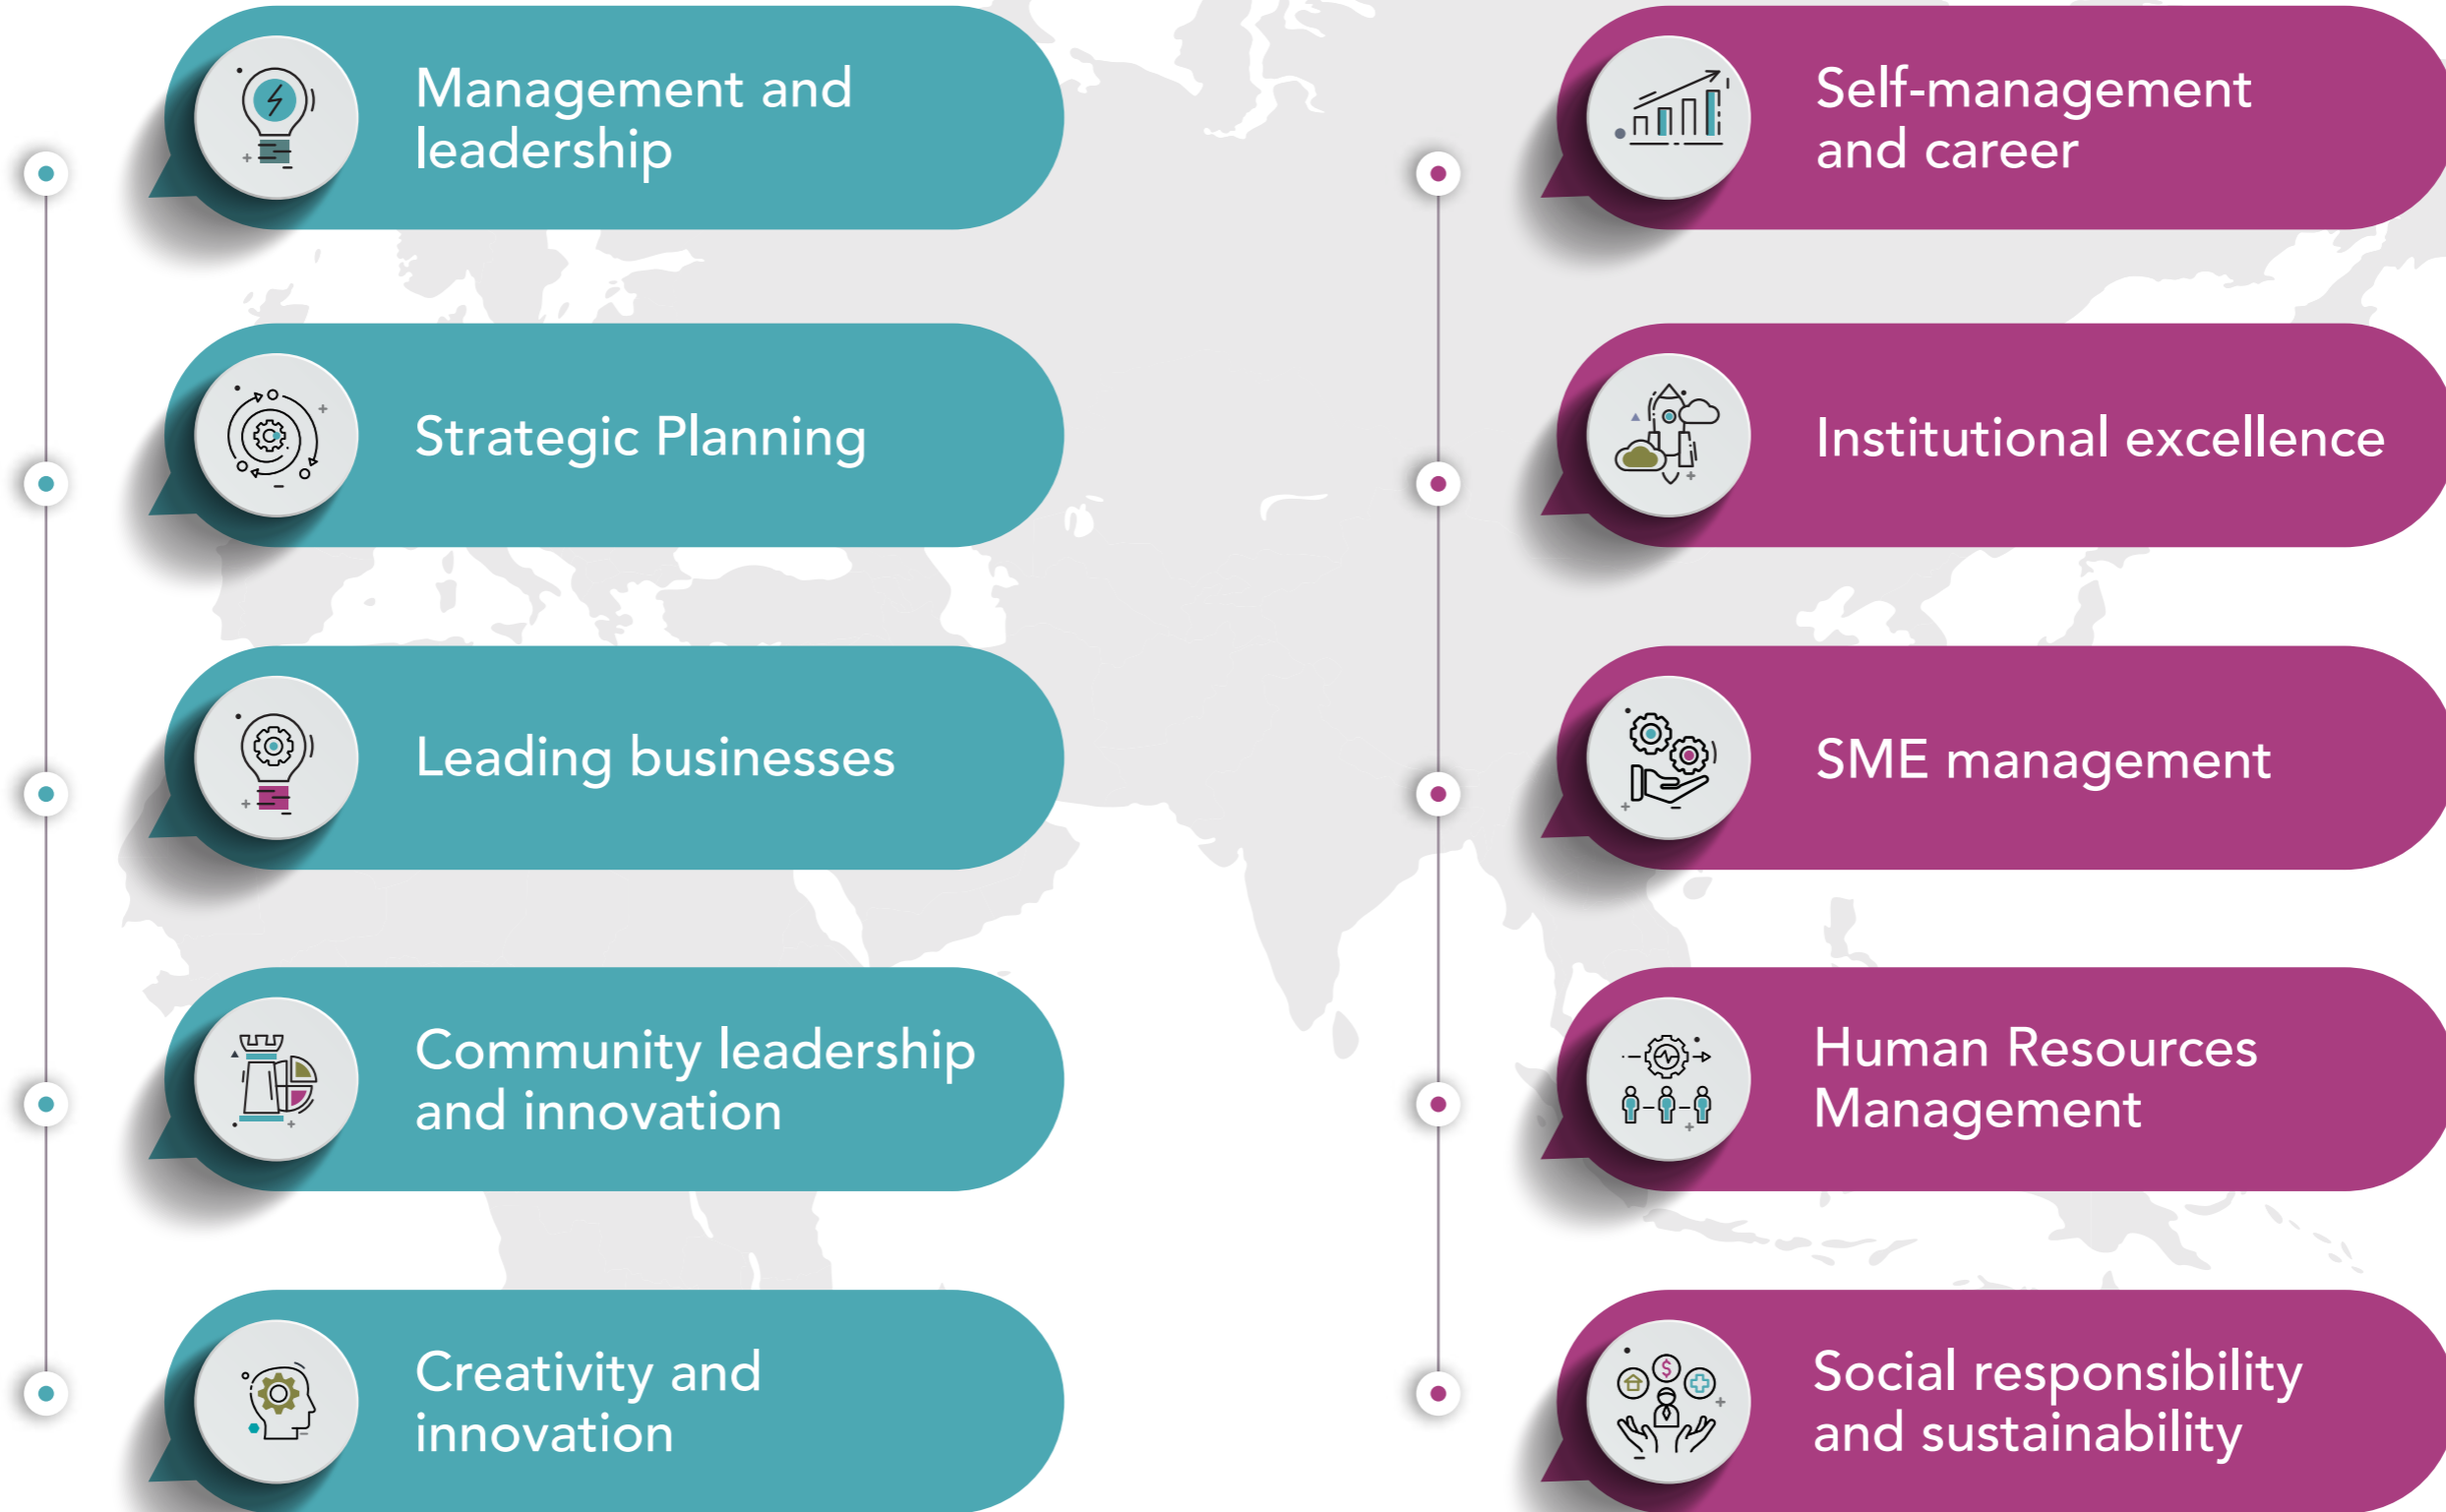 Management and
leadership
Strategic Planning
Leading businesses
Community leadership
and innovation
Creativity and
innovation
Self-management
and career
Institutional excellence
SME management
Human Resources
Management
Social responsibility
and sustainability